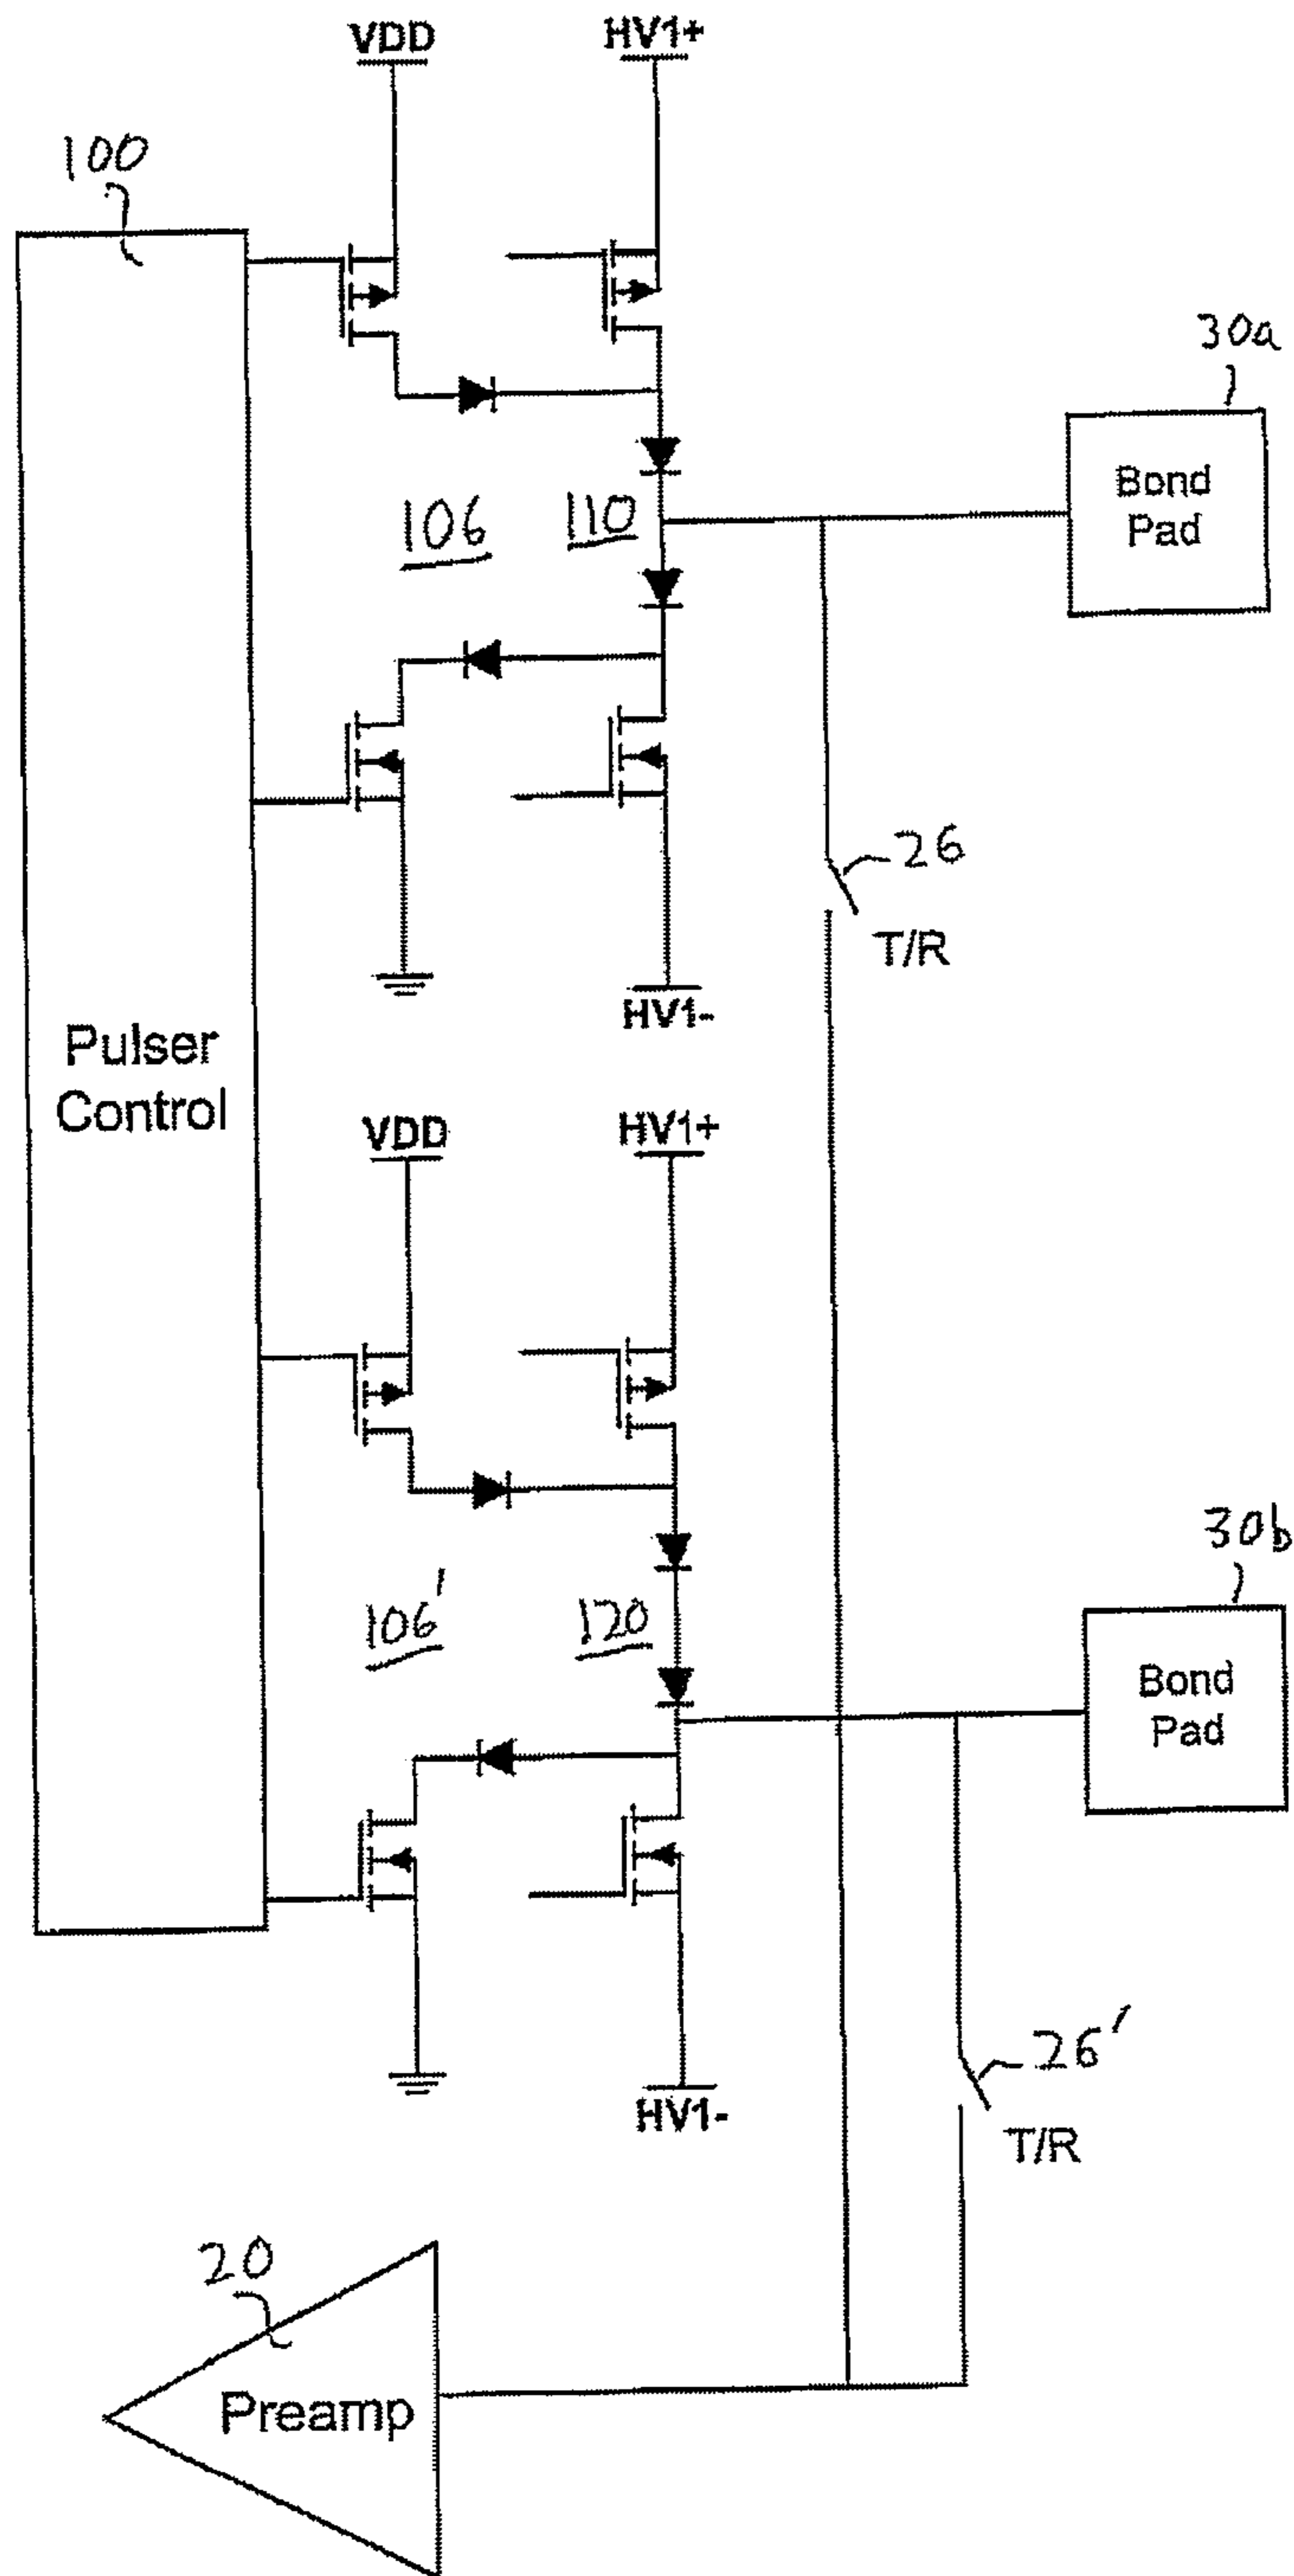 VDD
HV1+
100
30a
Bond
Pad
106
110
26
T/R
HV1-
Pulser
Control
VDD
HV1+
30b
106'
120
Bond
Pad
26'
T/R
HV1-
20
Preamp